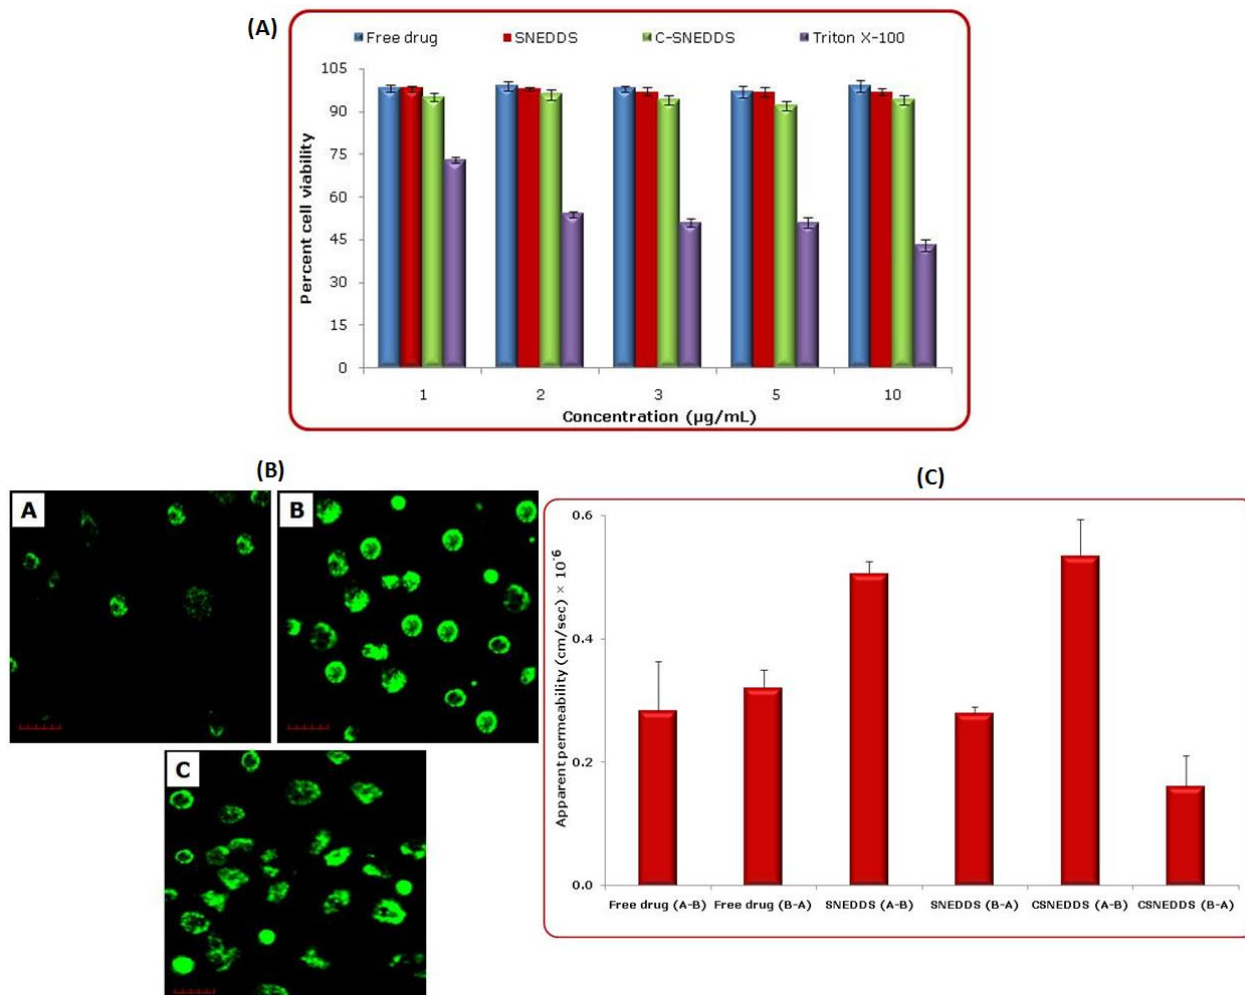 (A)
Free drug SNEDDS C-SNEDDS Triton X-100
105
90
75
60
45
30
15
0
Percent cell viability
1 2 3 5 10
Concentration (µg/mL)
(B)
A
B
C
(C)
0.6
0.4
0.2
0.0
Apparent permeability (cm/sec) × 10⁻⁶
Free drug (A-B) Free drug (B-A) SNEDDS (A-B) SNEDDS (B-A) CSNEDDS (A-B) CSNEDDS (B-A)